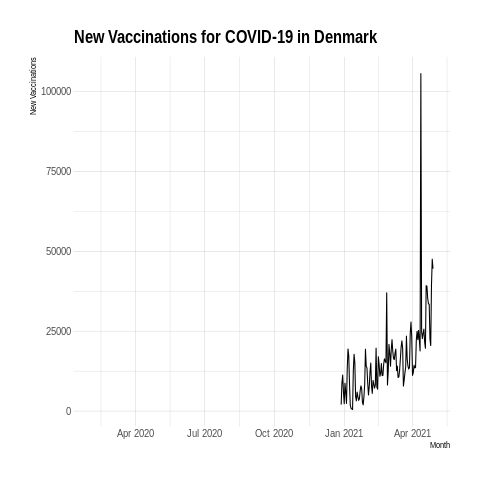 New Vaccinations for COVID-19 in Denmark
New Vaccinations
100000
75000
50000
25000
0
Apr 2020 Jul 2020 Oct 2020 Jan 2021 Apr 2021
Month